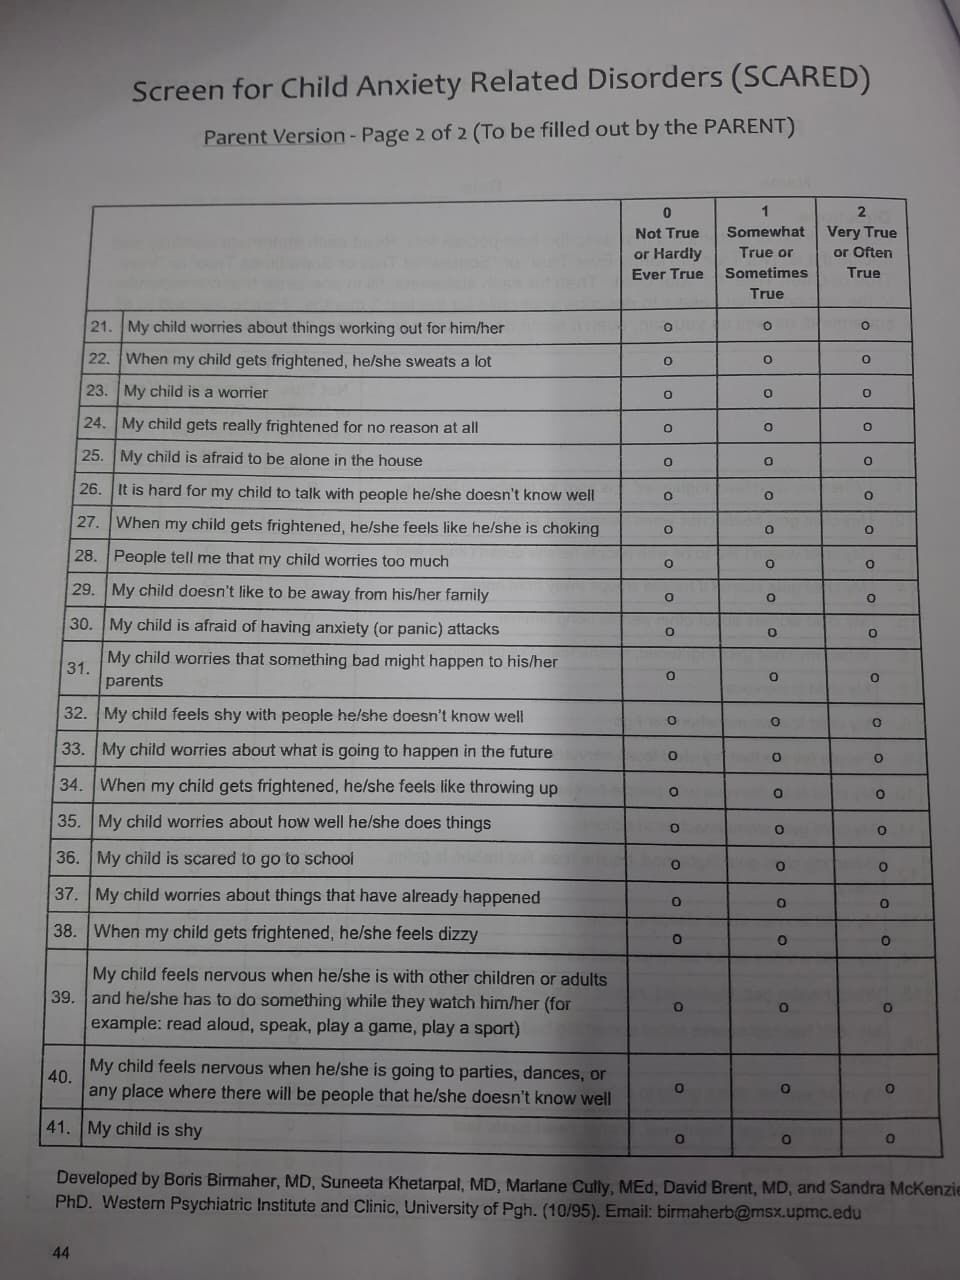 Screen for Child Anxiety Related Disorders (SCARED)
Parent Version - Page 2 of 2 (To be filled out by the PARENT)
0 Not True or Hardly Ever True
1 Somewhat True or Sometimes True
2 Very True or Often True
21. My child worries about things working out for him/her o o o
22. When my child gets frightened, he/she sweats a lot o o o
23. My child is a worrier o o o
24. My child gets really frightened for no reason at all o o o
25. My child is afraid to be alone in the house o o o
26. It is hard for my child to talk with people he/she doesn't know well o o o
27. When my child gets frightened, he/she feels like he/she is choking o o o
28. People tell me that my child worries too much o o o
29. My child doesn't like to be away from his/her family o o o
30. My child is afraid of having anxiety (or panic) attacks o o o
31. My child worries that something bad might happen to his/her
parents o o o
32. My child feels shy with people he/she doesn't know well o o o
33. My child worries about what is going to happen in the future o o o
34. When my child gets frightened, he/she feels like throwing up o o o
35. My child worries about how well he/she does things o o o
36. My child is scared to go to school o o o
37. My child worries about things that have already happened o o o
38. When my child gets frightened, he/she feels dizzy o o o
39. My child feels nervous when he/she is with other children or adults
and he/she has to do something while they watch him/her (for
example: read aloud, speak, play a game, play a sport) o o o
40. My child feels nervous when he/she is going to parties, dances, or
any place where there will be people that he/she doesn't know well o o o
41. My child is shy o o o
Developed by Boris Birmaher, MD, Suneeta Khetarpal, MD, Marlane Cully, MEd, David Brent, MD, and Sandra McKenzie
PhD. Western Psychiatric Institute and Clinic, University of Pgh. (10/95). Email: birmaherb@msx.upmc.edu
44